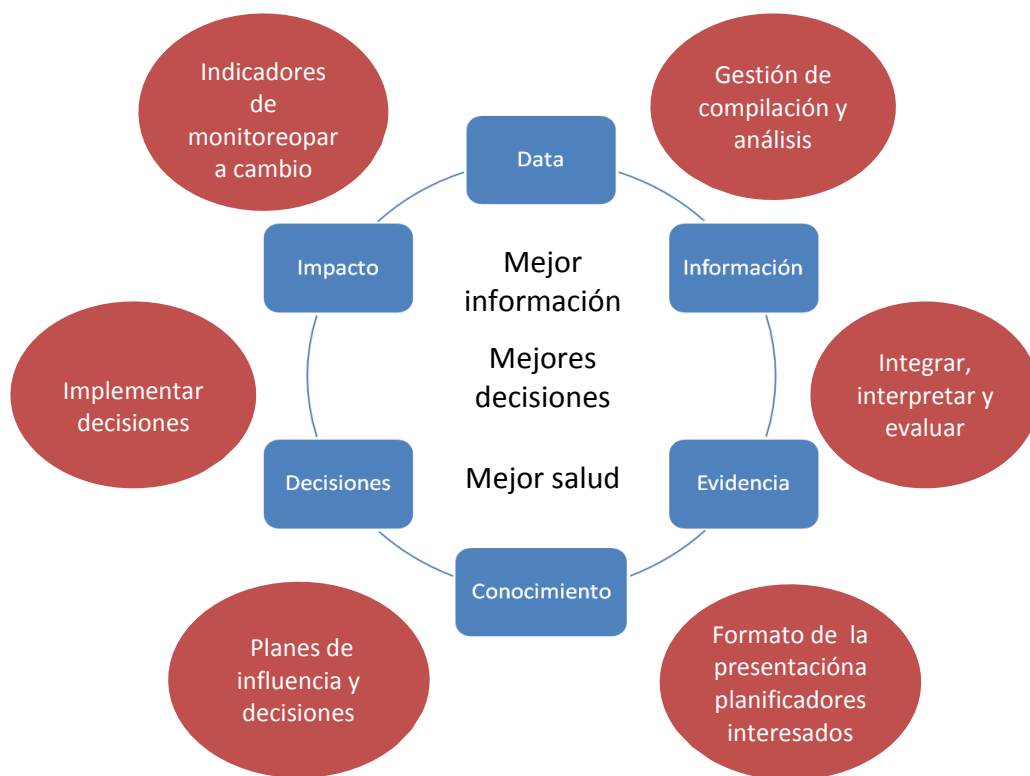 Indicadores
de
monitoreopar
a cambio
Gestión de
compilación y
análisis
Data
Impacto
Mejor
información
Información
Mejores
decisiones
Implementar
decisiones
Integrar,
interpretar y
evaluar
Decisiones
Mejor salud
Evidencia
Conocimiento
Planes de
influencia y
decisiones
Formato de  la
presentacióna
planificadores
interesados